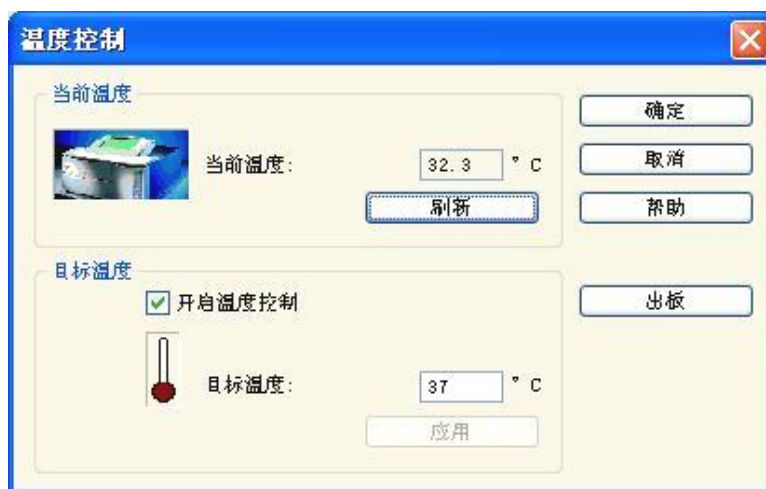 温度控制
当前温度
当前温度:
32.3 ° C
刷新
确定
取消
帮助
目标温度
开启温度控制
目标温度:
37 ° C
应用
出板